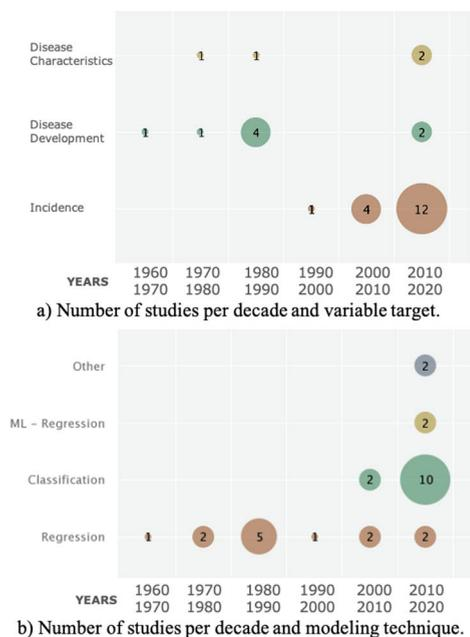 Disease
Characteristics
1 1 2
Disease
Development
1 1 4 2
Incidence
1 4 12
YEARS
1960 1970 1980 1990 2000 2010
1970 1980 1990 2000 2010 2020
a) Number of studies per decade and variable target.
Other
2
ML – Regression
2
Classification
2 10
Regression
1 2 5 1 2 2
YEARS
1960 1970 1980 1990 2000 2010
1970 1980 1990 2000 2010 2020
b) Number of studies per decade and modeling technique.